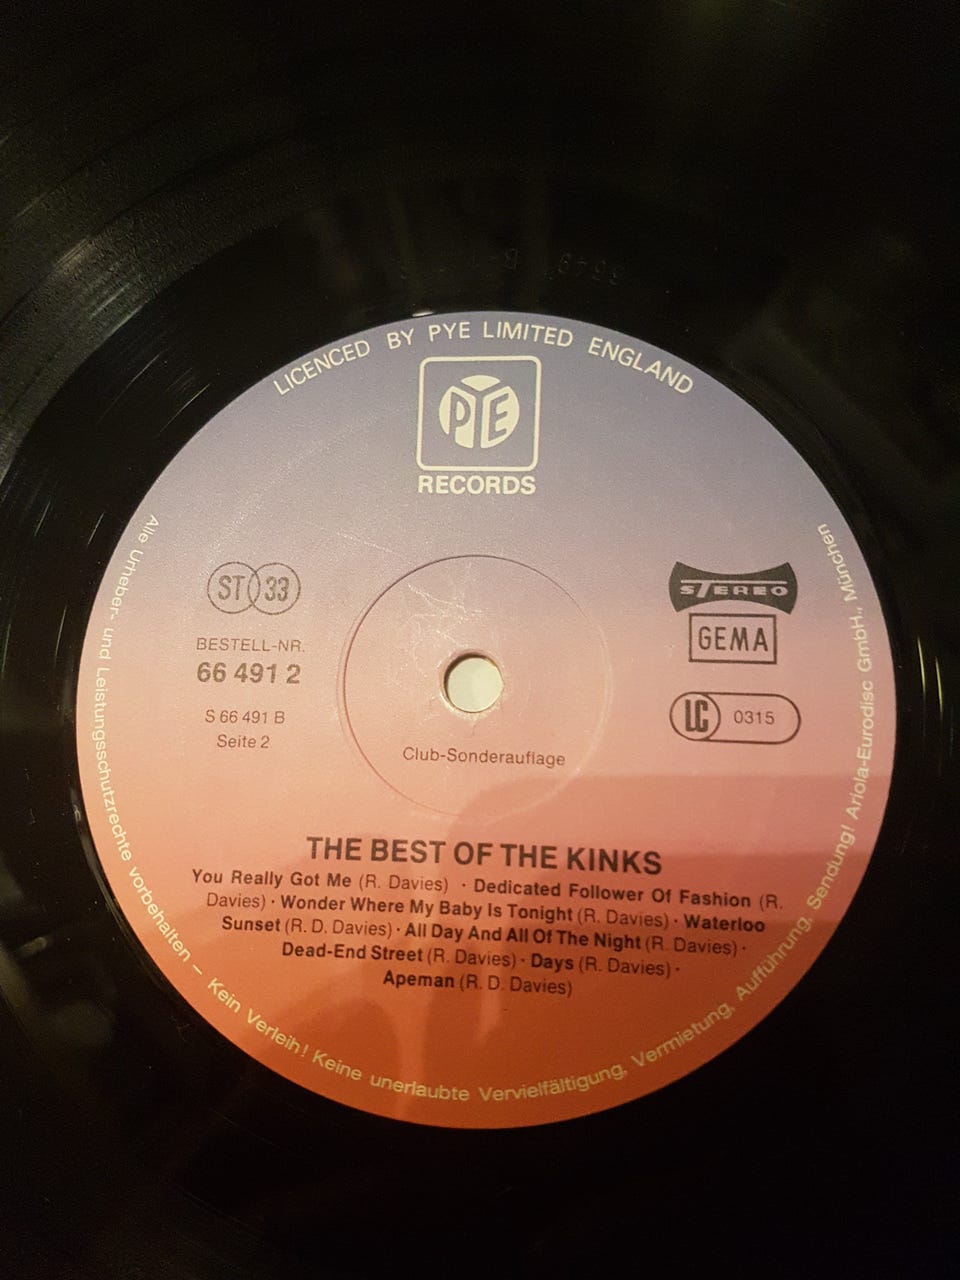 LICENCED BY PYE LIMITED ENGLAND
PYE
RECORDS
ST 33
STEREO
GEMA
BESTELL-NR.
66 491 2
S 66 491 B
Seite 2
LC 0315
Club-Sonderauflage
THE BEST OF THE KINKS
You Really Got Me (R. Davies) · Dedicated Follower Of Fashion (R.
Davies) · Wonder Where My Baby Is Tonight (R. Davies) · Waterloo
Sunset (R. D. Davies) · All Day And All Of The Night (R. Davies) ·
Dead-End Street (R. Davies) · Days (R. Davies) ·
Apeman (R. D. Davies)
Alle Urheber- und Leistungsschutzrechte vorbehalten – Kein Verleih! Keine unerlaubte Vervielfältigung, Vermietung, Aufführung, Sendung! Ariola-Eurodisc GmbH., München